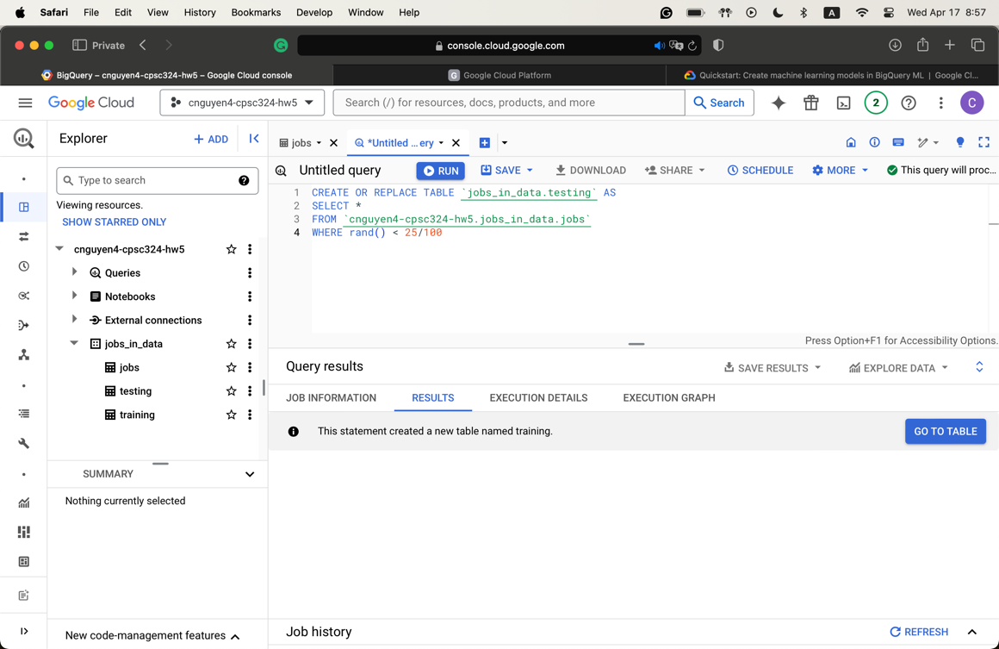 Safari File Edit View History Bookmarks Develop Window Help A Wed Apr 17 8:57
Private console.cloud.google.com
BigQuery – cnguyen4-cpsc324-hw5 – Google Cloud console G Google Cloud Platform Quickstart: Create machine learning models in BigQuery ML | Google Cl...
Google Cloud cnguyen4-cpsc324-hw5 Search (/) for resources, docs, products, and more Search 2 C
Explorer + ADD jobs *Untitled ...ery
Untitled query RUN SAVE DOWNLOAD SHARE SCHEDULE MORE This query will proc...
Type to search
Viewing resources.
SHOW STARRED ONLY
cnguyen4-cpsc324-hw5
Queries
Notebooks
External connections
jobs_in_data
jobs
testing
training
SUMMARY
Nothing currently selected
New code-management features
1 CREATE OR REPLACE TABLE `jobs_in_data.testing` AS
2 SELECT *
3 FROM `cnguyen4-cpsc324-hw5.jobs_in_data.jobs`
4 WHERE rand() < 25/100
Press Option+F1 for Accessibility Options.
Query results SAVE RESULTS EXPLORE DATA
JOB INFORMATION RESULTS EXECUTION DETAILS EXECUTION GRAPH
This statement created a new table named training. GO TO TABLE
Job history REFRESH